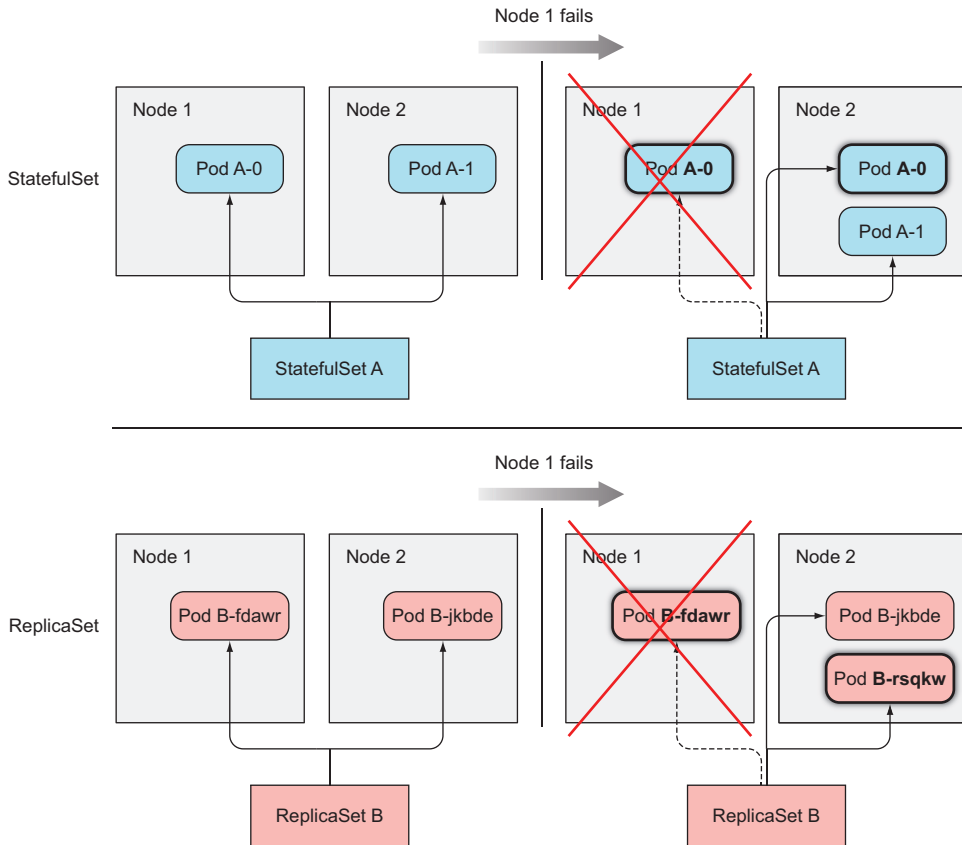 Node 1 fails
Node 1
Node 2
Node 1
Node 2
StatefulSet
Pod A-0
Pod A-1
Pod A-0
Pod A-0
Pod A-1
StatefulSet A
StatefulSet A
Node 1 fails
Node 1
Node 2
Node 1
Node 2
ReplicaSet
Pod B-fdawr
Pod B-jkbde
Pod B-fdawr
Pod B-jkbde
Pod B-rsqkw
ReplicaSet B
ReplicaSet B